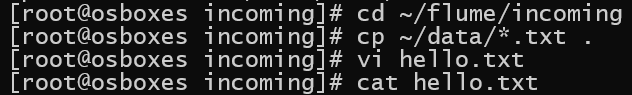 [root@osboxes incoming]# cd ~/flume/incoming
[root@osboxes incoming]# cp ~/data/*.txt .
[root@osboxes incoming]# vi hello.txt
[root@osboxes incoming]# cat hello.txt